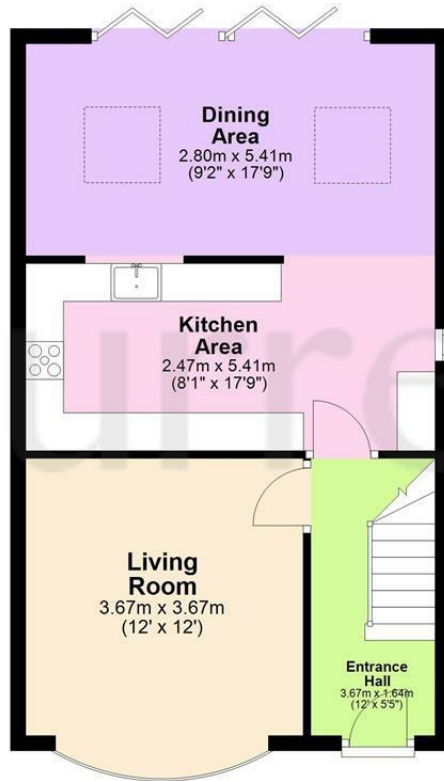 Dining
Area
2.80m x 5.41m
(9'2" x 17'9")
Kitchen
Area
2.47m x 5.41m
(8'1" x 17'9")
Living
Room
3.67m x 3.67m
(12' x 12')
Entrance
Hall
3.67m x 1.64m
(12' x 5'5")